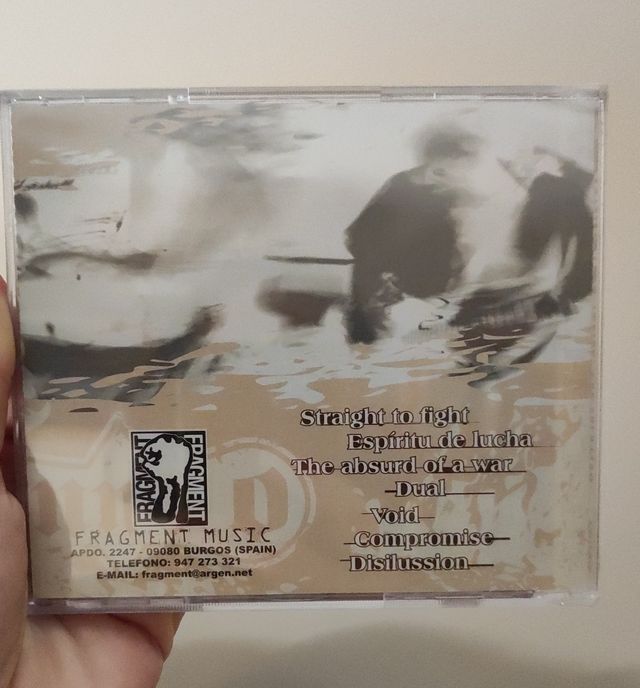 Straight to fight
Espíritu de lucha
The absurd of a war
Dual
Void
Compromise
Disilussion
FRAGMENT
FRAGMENT
FRAGMENT MUSIC
APDO. 2247 - 09080 BURGOS (SPAIN)
TELEFONO: 947 273 321
E-MAIL: fragment@argen.net